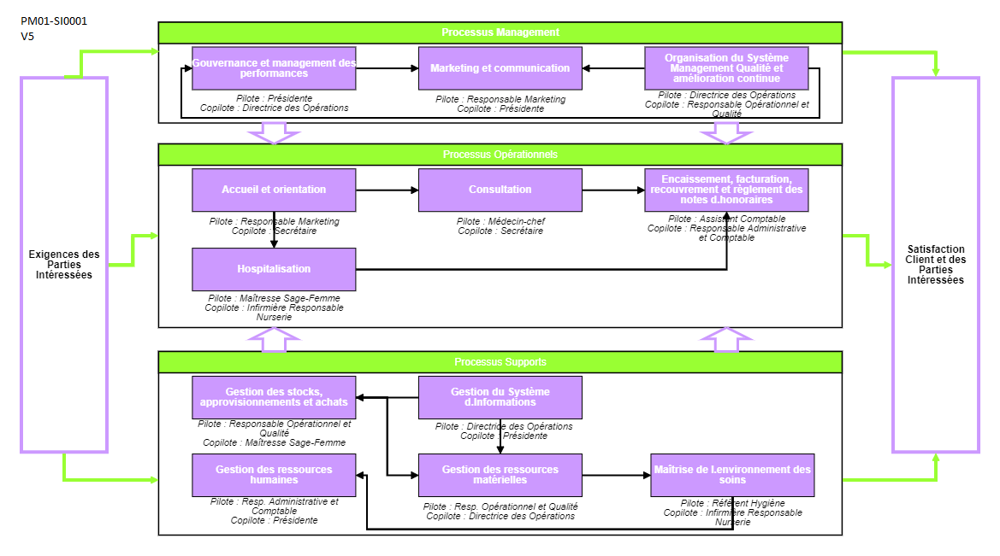 PM01-SI0001
V5
Processus Management
Gouvernance et management des
performances
Pilote : Présidente
Copilote : Directrice des Opérations
Marketing et communication
Pilote : Responsable Marketing
Copilote : Présidente
Organisation du Système
Management Qualité et
amélioration continue
Pilote : Directrice des Opérations
Copilote : Responsable Opérationnel et
Qualité
Exigences des
Parties
Intéressées
Processus Opérationnels
Accueil et orientation
Pilote : Responsable Marketing
Copilote : Secrétaire
Consultation
Pilote : Médecin-chef
Copilote : Secrétaire
Encaissement, facturation,
recouvrement et règlement des
notes d.honoraires
Pilote : Assistant Comptable
Copilote : Responsable Administrative
et Comptable
Hospitalisation
Pilote : Maîtresse Sage-Femme
Copilote : Infirmière Responsable
Nurserie
Satisfaction
Client et des
Parties
Intéressées
Processus Supports
Gestion des stocks,
approvisionnements et achats
Pilote : Responsable Opérationnel et
Qualité
Copilote : Maîtresse Sage-Femme
Gestion du Système
d.Informations
Pilote : Directrice des Opérations
Copilote : Présidente
Gestion des ressources
humaines
Pilote : Resp. Administrative et
Comptable
Copilote : Présidente
Gestion des ressources
matérielles
Pilote : Resp. Opérationnel et Qualité
Copilote : Directrice des Opérations
Maîtrise de l.environnement des
soins
Pilote : Référent Hygiène
Copilote : Infirmière Responsable
Nurserie